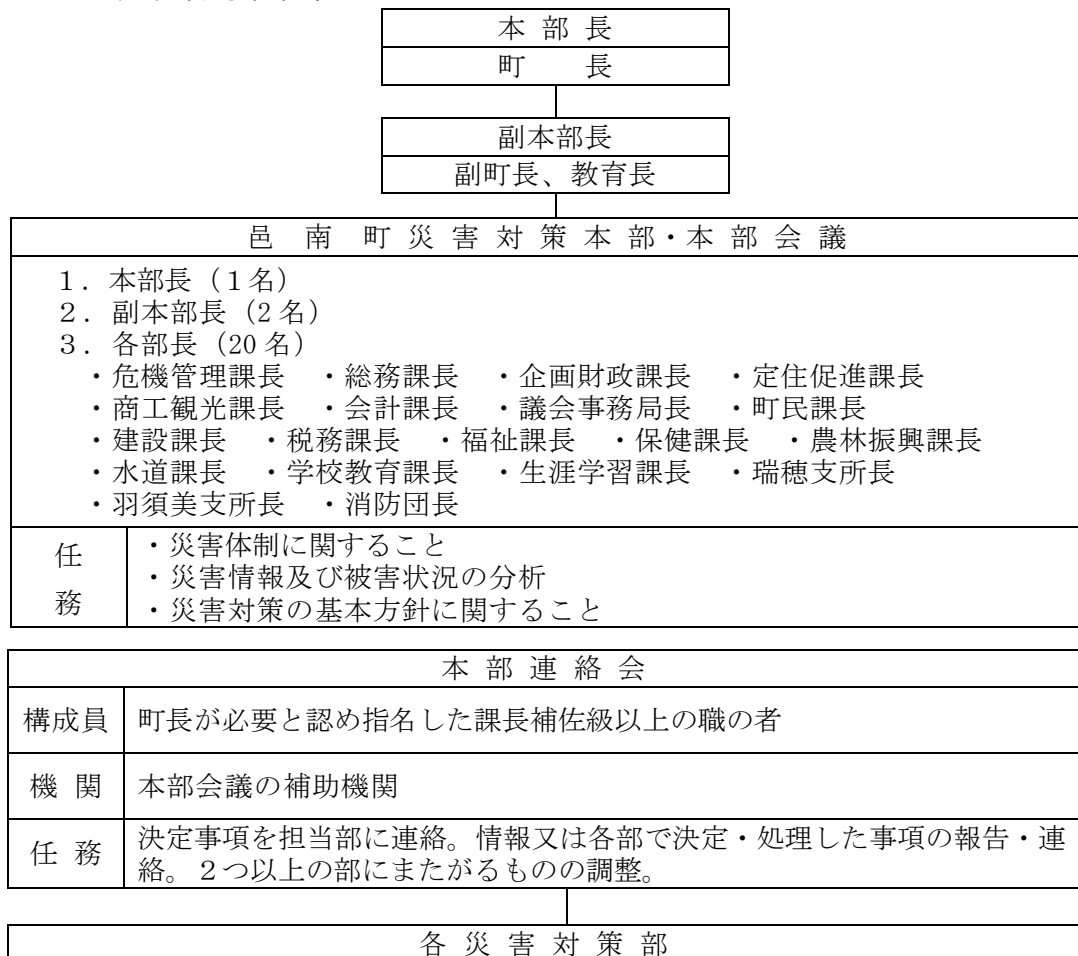 本 部 長
町　　長
副本部長
副町長、教育長
邑　南　町 災 害 対 策 本 部・本 部 会 議
１．本部長（１名）
２．副本部長（2 名）
３．各部長（20 名）
・危機管理課長　・総務課長　・企画財政課長　・定住促進課長
・商工観光課長　・会計課長　・議会事務局長　・町民課長
・建設課長　・税務課長　・福祉課長　・保健課長　・農林振興課長
・水道課長　・学校教育課長　・生涯学習課長　・瑞穂支所長
・羽須美支所長　・消防団長
任務
・災害体制に関すること
・災害情報及び被害状況の分析
・災害対策の基本方針に関すること
本 部 連 絡 会
構成員　町長が必要と認め指名した課長補佐級以上の職の者
機 関　本部会議の補助機関
任 務　決定事項を担当部に連絡。情報又は各部で決定・処理した事項の報告・連
絡。２つ以上の部にまたがるものの調整。
各 災 害 対 策 部